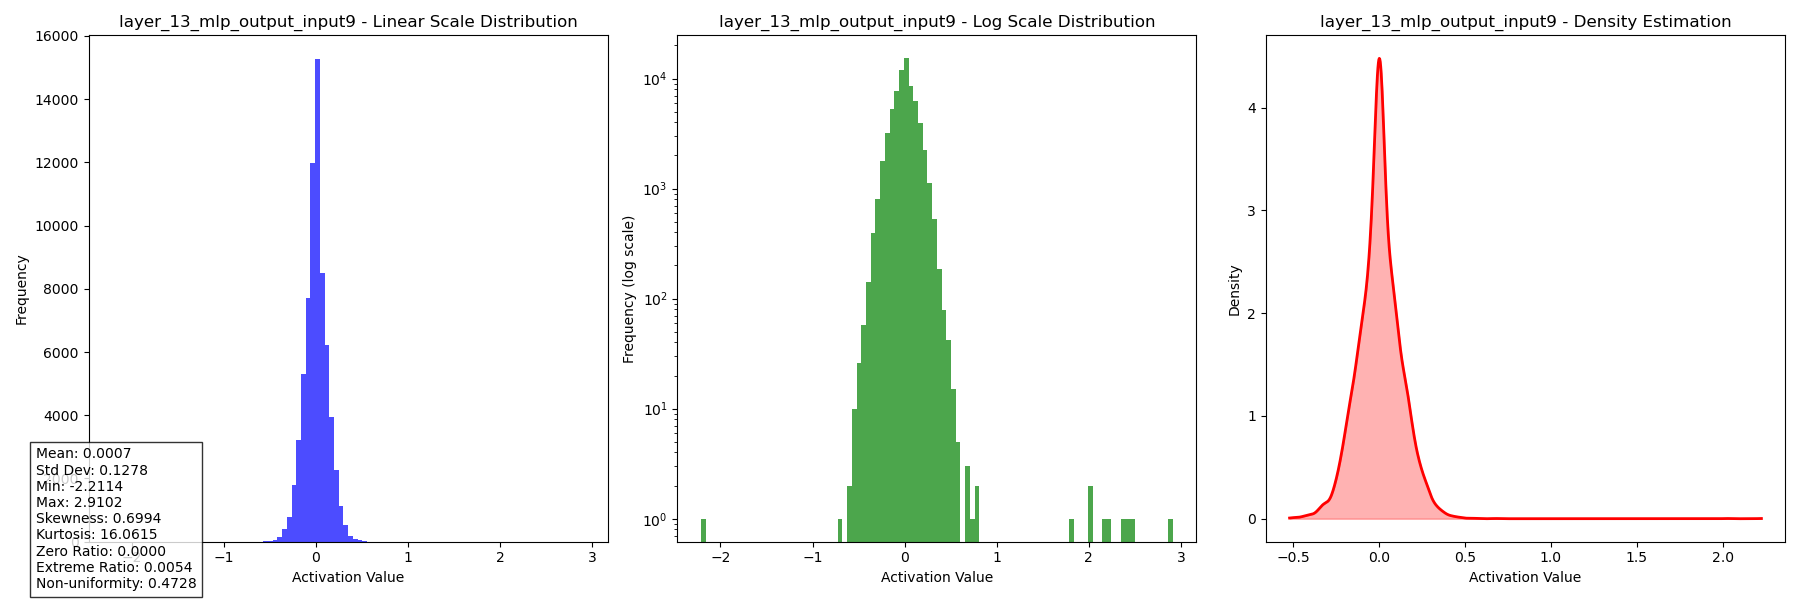 layer_13_mlp_output_input9 - Linear Scale Distribution
16000
14000
12000
10000
8000
6000
4000
Frequency
−1
0
1
2
3
Activation Value
Mean: 0.0007
Std Dev: 0.1278
Min: -2.2114
Max: 2.9102
Skewness: 0.6994
Kurtosis: 16.0615
Zero Ratio: 0.0000
Extreme Ratio: 0.0054
Non-uniformity: 0.4728
layer_13_mlp_output_input9 - Log Scale Distribution
10⁴
10³
10²
10¹
10⁰
Frequency (log scale)
−2
−1
0
1
2
3
Activation Value
layer_13_mlp_output_input9 - Density Estimation
4
3
2
1
0
Density
−0.5
0.0
0.5
1.0
1.5
2.0
Activation Value